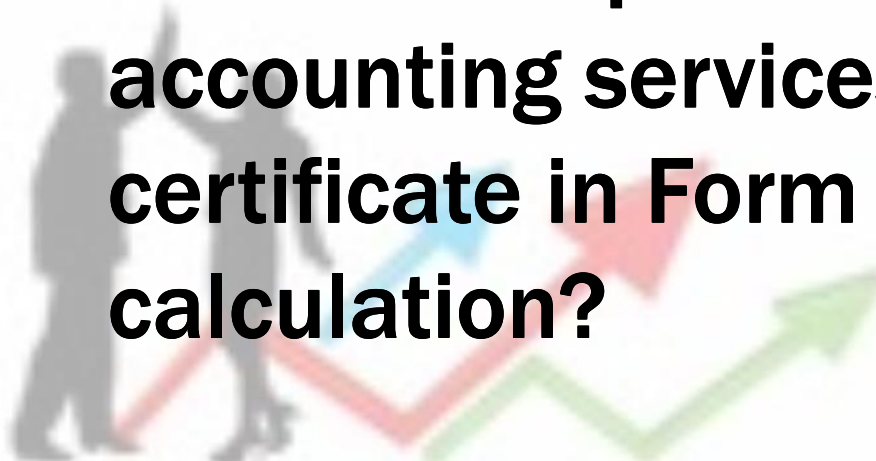 accounting service
certificate in Form
calculation?